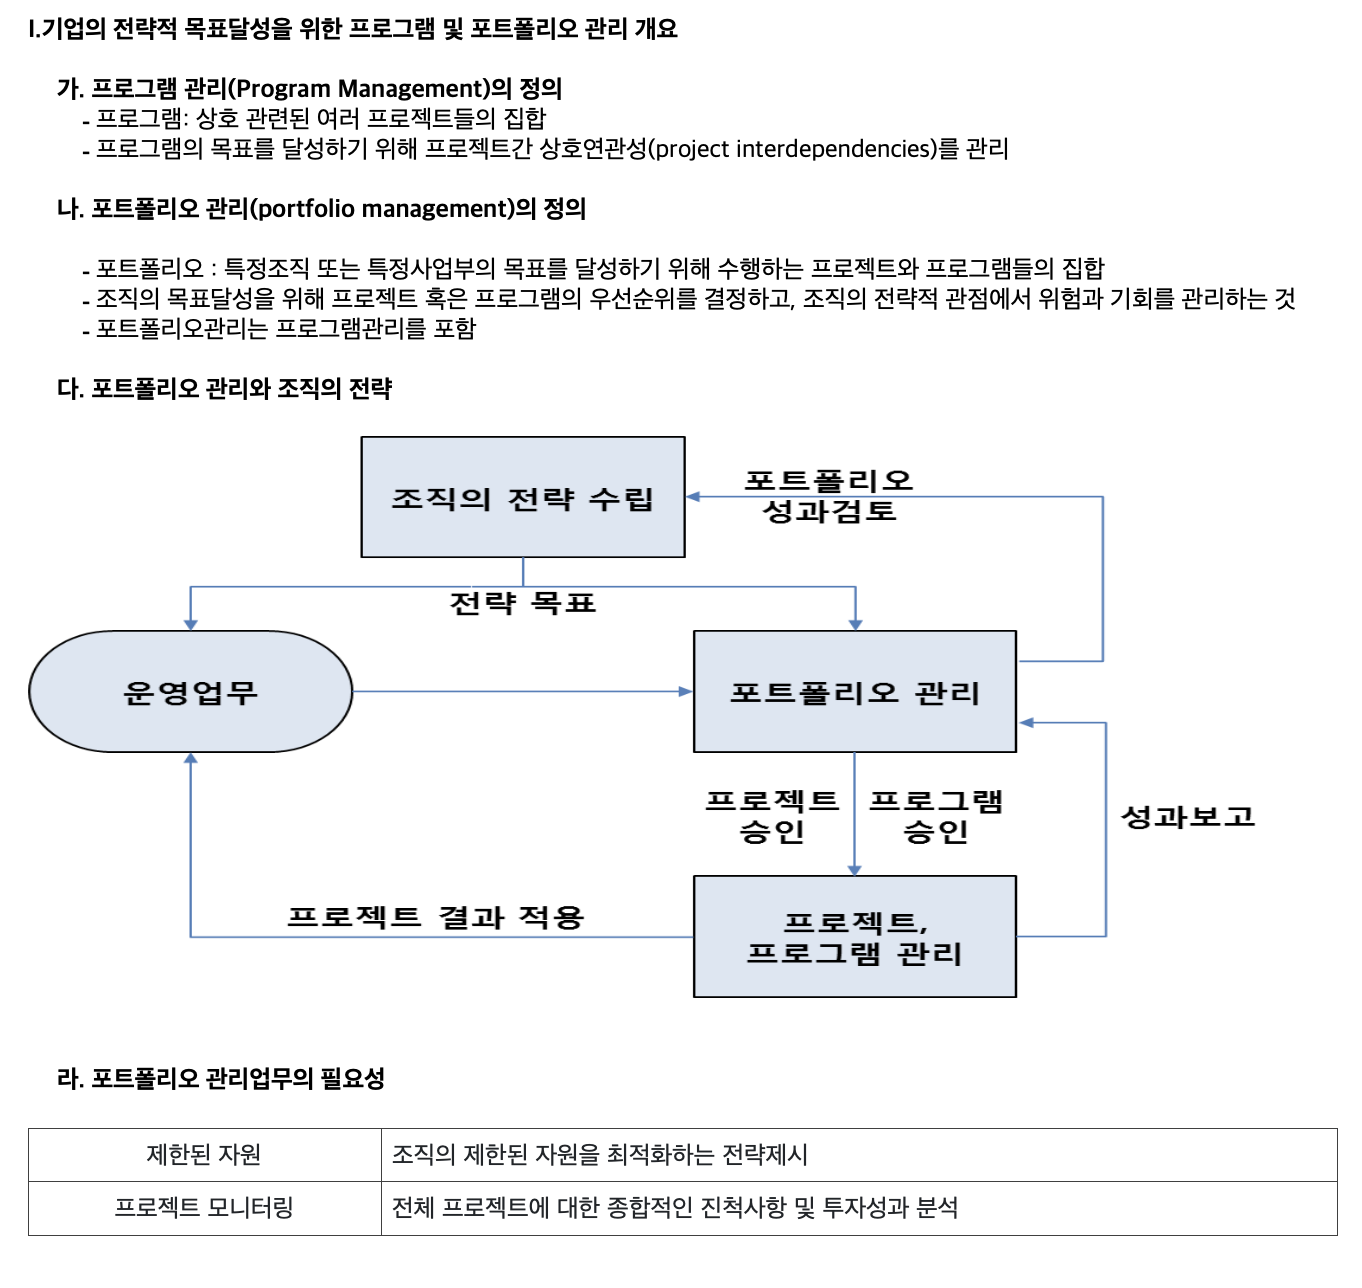 I.기업의 전략적 목표달성을 위한 프로그램 및 포트폴리오 관리 개요
가. 프로그램 관리(Program Management)의 정의
- 프로그램: 상호 관련된 여러 프로젝트들의 집합
- 프로그램의 목표를 달성하기 위해 프로젝트간 상호연관성(project interdependencies)를 관리
나. 포트폴리오 관리(portfolio management)의 정의
- 포트폴리오 : 특정조직 또는 특정사업부의 목표를 달성하기 위해 수행하는 프로젝트와 프로그램들의 집합
- 조직의 목표달성을 위해 프로젝트 혹은 프로그램의 우선순위를 결정하고, 조직의 전략적 관점에서 위험과 기회를 관리하는 것
- 포트폴리오관리는 프로그램관리를 포함
다. 포트폴리오 관리와 조직의 전략
조직의 전략 수립
포트폴리오
성과검토
전략 목표
운영업무
포트폴리오 관리
프로젝트
승인
프로그램
승인
성과보고
프로젝트 결과 적용
프로젝트,
프로그램 관리
라. 포트폴리오 관리업무의 필요성
제한된 자원
조직의 제한된 자원을 최적화하는 전략제시
프로젝트 모니터링
전체 프로젝트에 대한 종합적인 진척사항 및 투자성과 분석